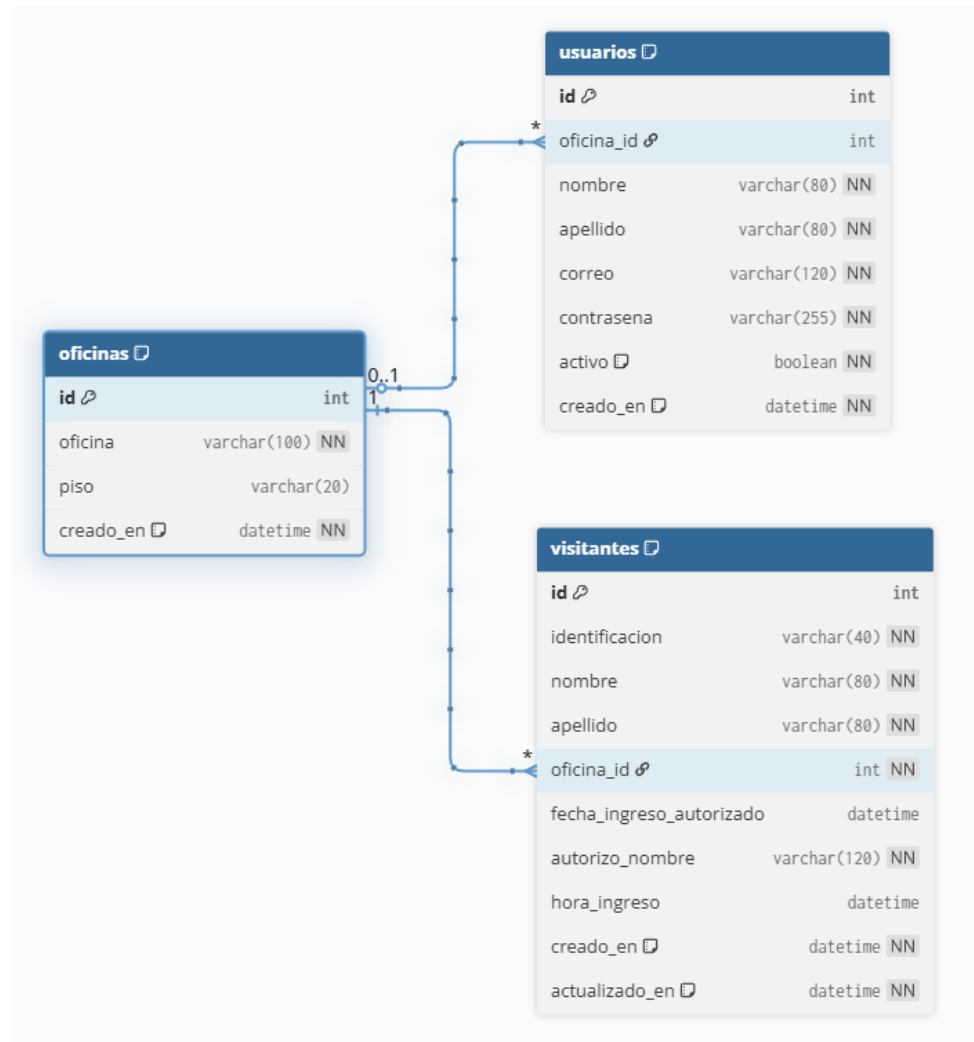 usuarios
id int
oficina_id int
nombre varchar(80) NN
apellido varchar(80) NN
correo varchar(120) NN
contrasena varchar(255) NN
activo boolean NN
creado_en datetime NN
*
oficinas
id int
oficina varchar(100) NN
piso varchar(20)
creado_en datetime NN
0..1
1
visitantes
id int
identificacion varchar(40) NN
nombre varchar(80) NN
apellido varchar(80) NN
oficina_id int NN
fecha_ingreso_autorizado datetime
autorizo_nombre varchar(120) NN
hora_ingreso datetime
creado_en datetime NN
actualizado_en datetime NN
*